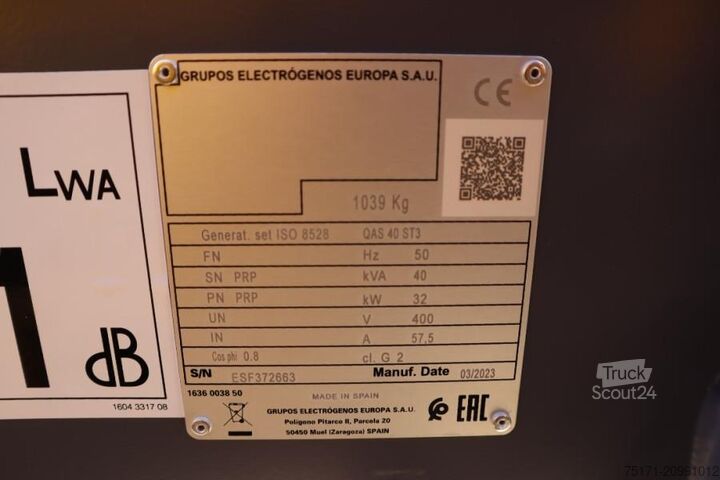 GRUPOS ELECTRÓGENOS EUROPA S.A.U.
CE
1039 Kg
Generat. set ISO 8528 QAS 40 ST3
FN Hz 50
SN PRP kVA 40
PN PRP kW 32
UN V 400
IN A 57,5
Cos phi 0.8 cl. G 2
S/N ESF372663 Manuf. Date 03/2023
1636 0038 50
MADE IN SPAIN
GRUPOS ELECTRÓGENOS EUROPA S.A.U.
Polígono Pitarco II, Parcela 20
50450 Muel (Zaragoza) SPAIN
EAC
LWA
1
dB
1604 3317 08
Truck
Scout24
75171-20991012